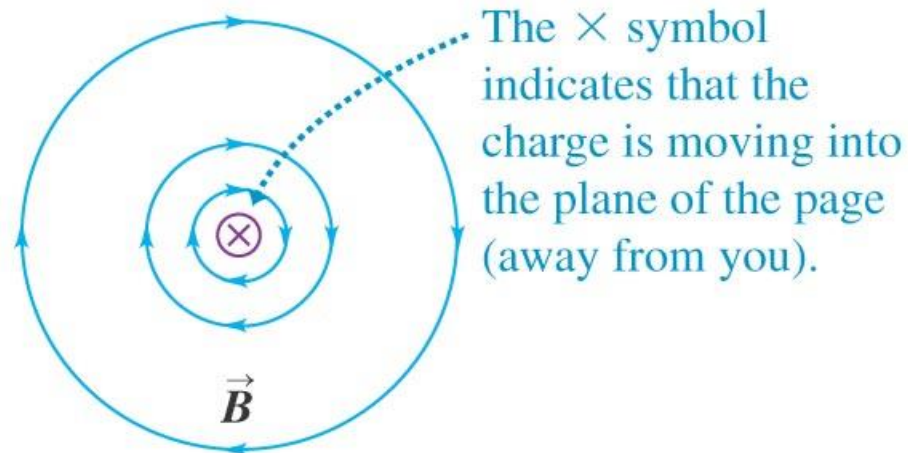 The × symbol
indicates that the
charge is moving into
the plane of the page
(away from you).
×
B⃗